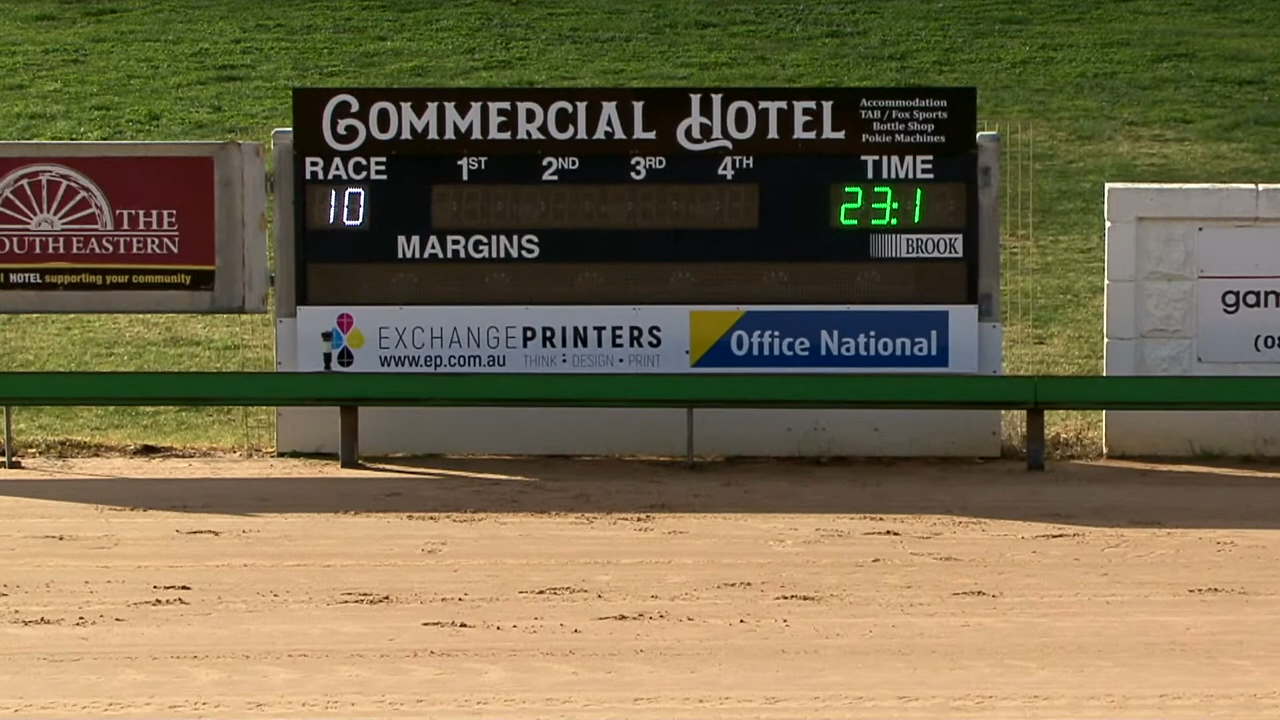 COMMERCIAL HOTEL
Accommodation
TAB / Fox Sports
Bottle Shop
Pokie Machines
RACE 1ST 2ND 3RD 4TH TIME
10 23:1
MARGINS BROOK
THE
OUTH EASTERN
HOTEL supporting your community
EXCHANGEPRINTERS
www.ep.com.au THINK : DESIGN • PRINT
Office National
gam
(08